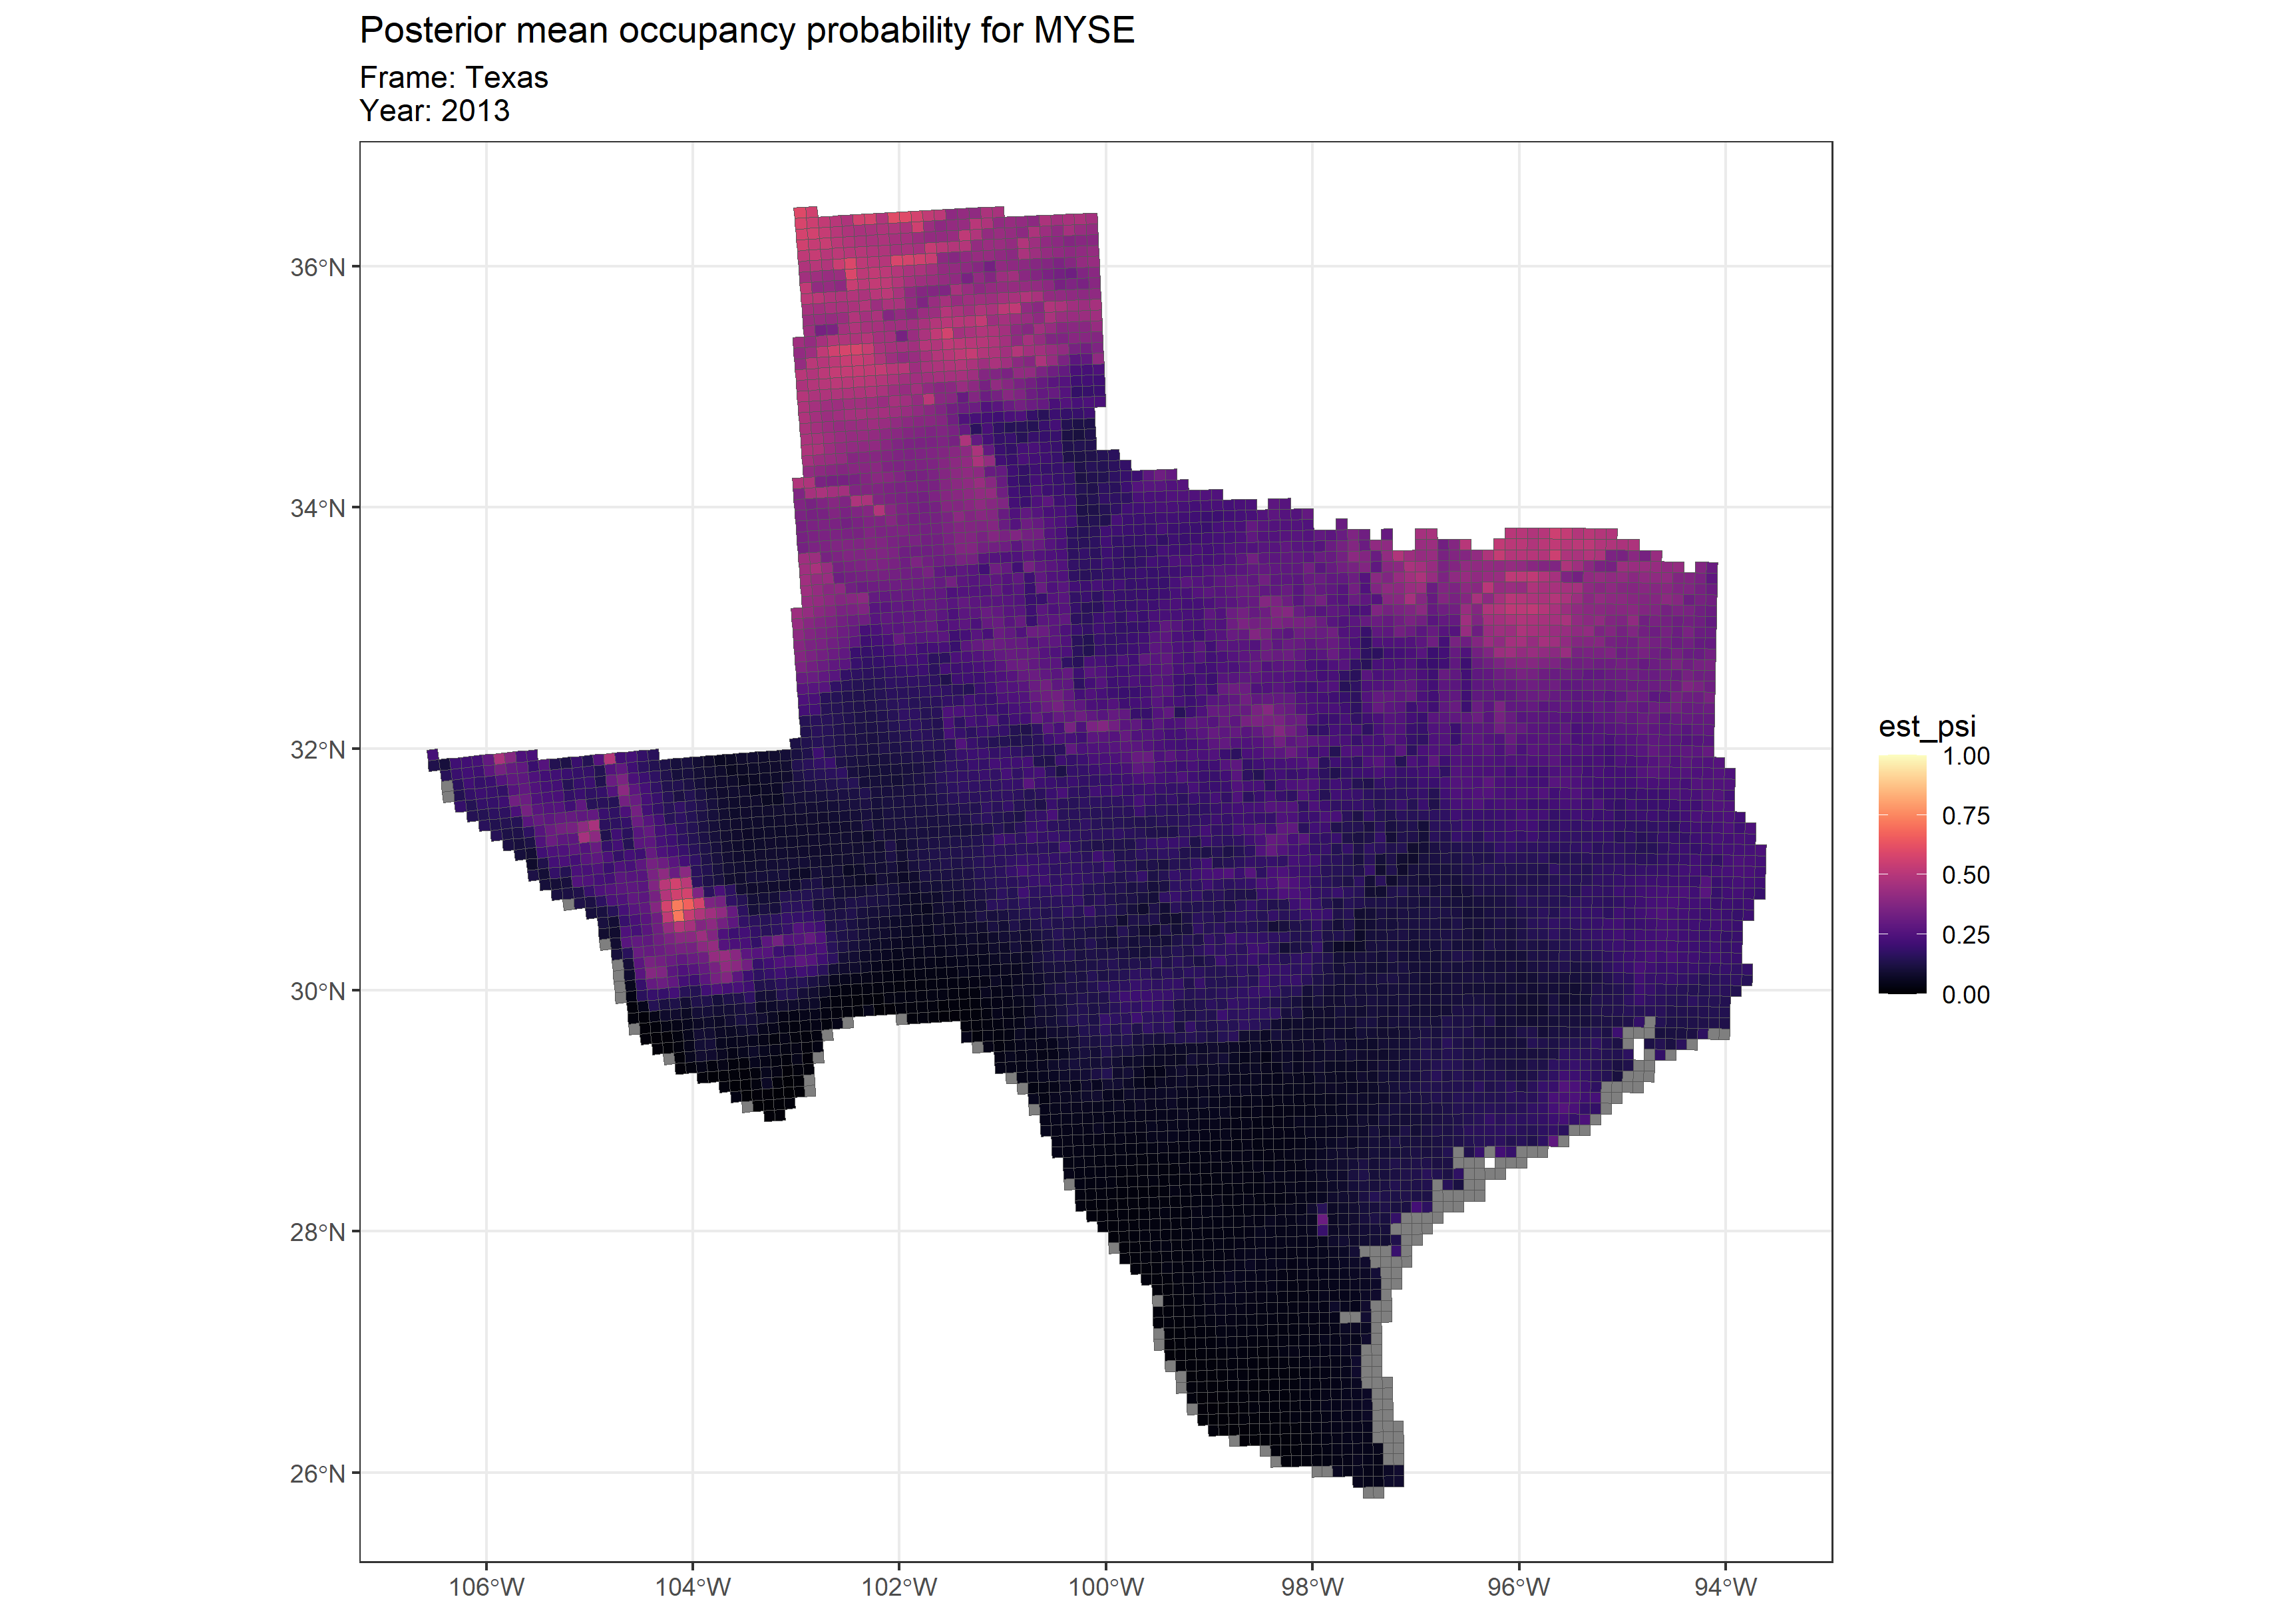 Posterior mean occupancy probability for MYSE
Frame: Texas
Year: 2013
36°N
34°N
32°N
30°N
28°N
26°N
106°W
104°W
102°W
100°W
98°W
96°W
94°W
est_psi
1.00
0.75
0.50
0.25
0.00